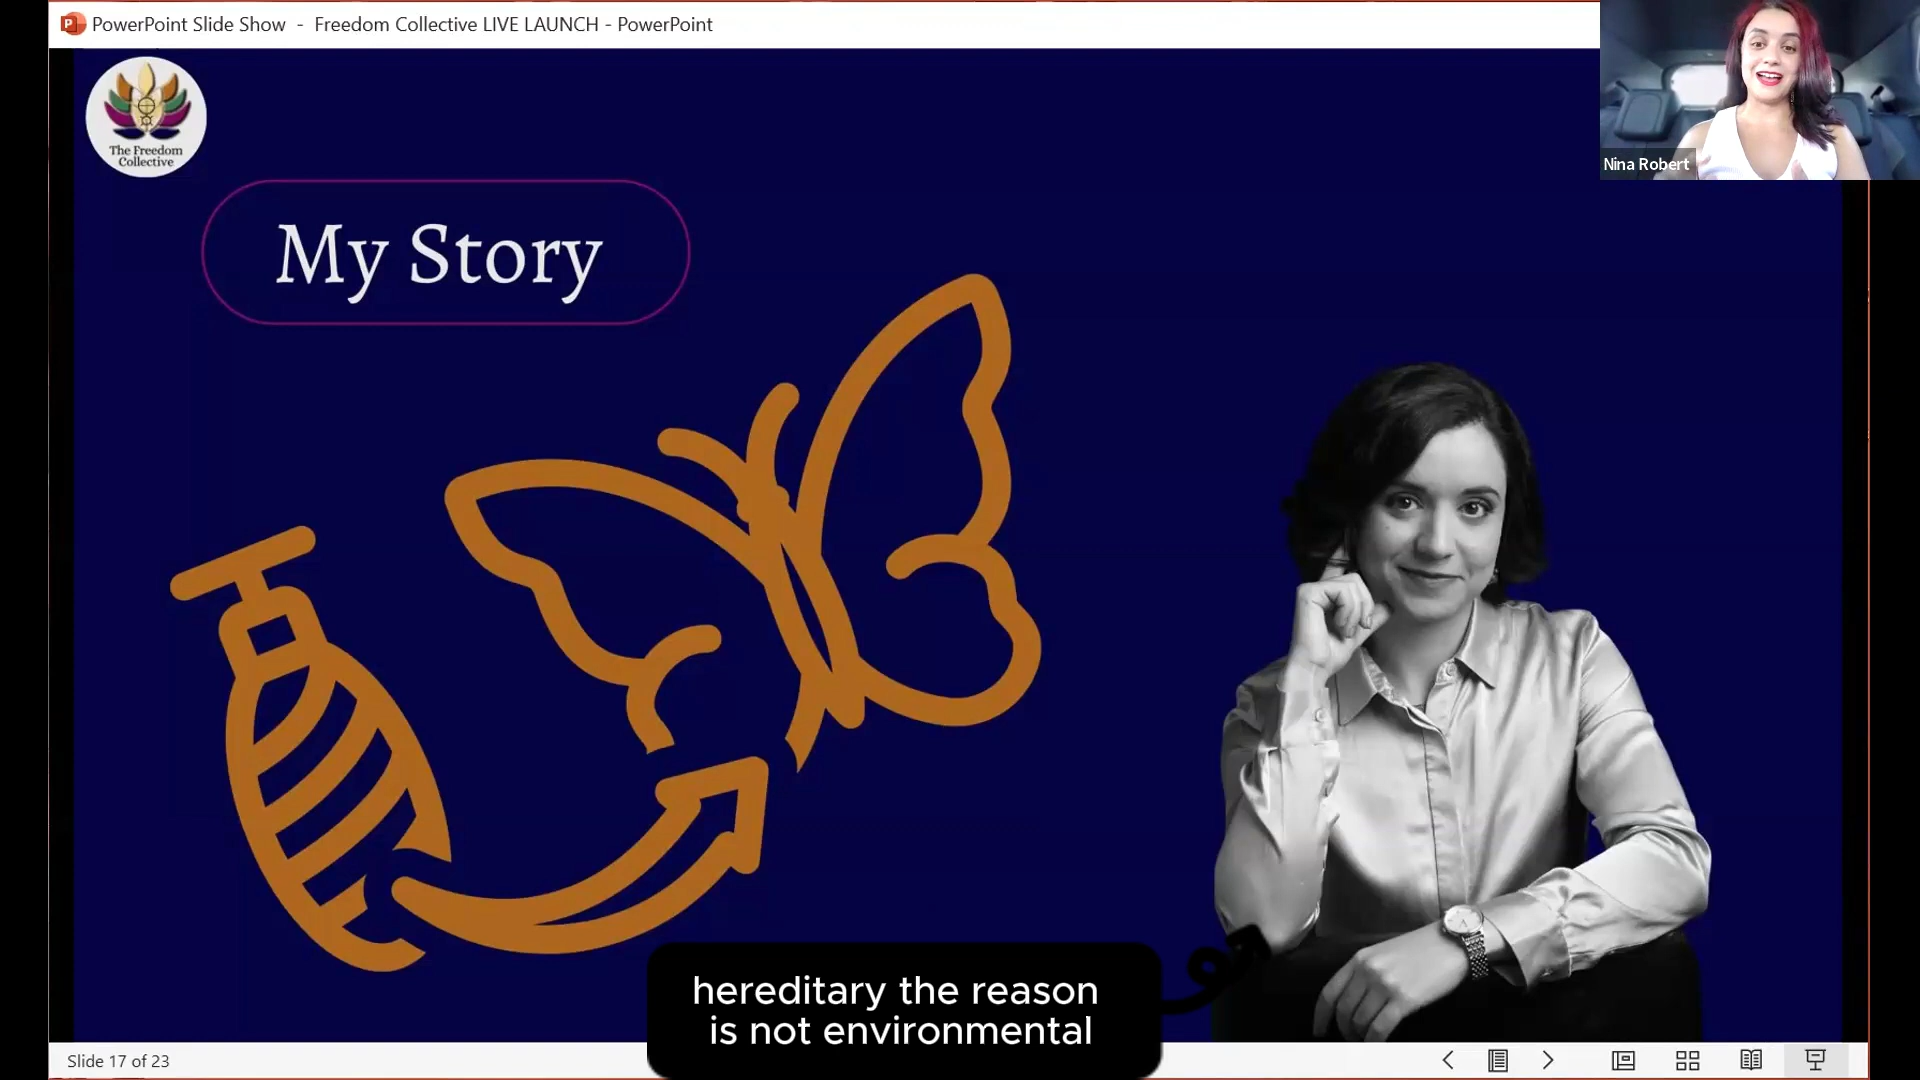 PowerPoint Slide Show - Freedom Collective LIVE LAUNCH - PowerPoint
Nina Robert
The Freedom
Collective
My Story
hereditary the reason
is not environmental
Slide 17 of 23